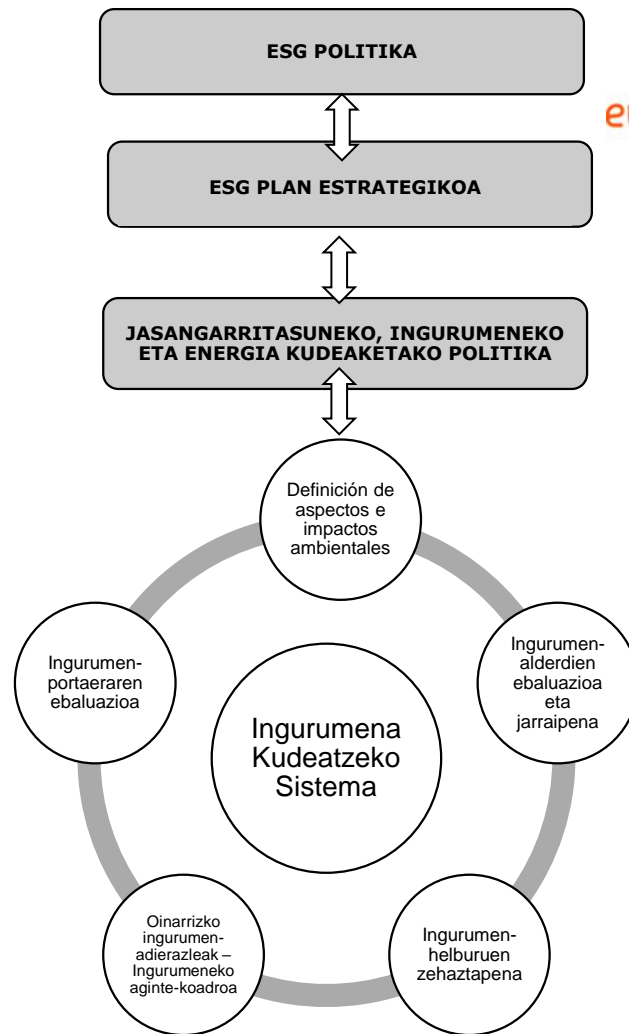 ESG POLITIKA
ESG PLAN ESTRATEGIKOA
JASANGARRITASUNEKO, INGURUMENEKO
ETA ENERGIA KUDEAKETAKO POLITIKA
Definición de
aspectos e
impactos
ambientales
Ingurumen-
alderdien
ebaluazioa
eta
jarraipena
Ingurumen-
helburuen
zehaztapena
Oinarrizko
ingurumen-
adierazleak –
Ingurumeneko
aginte-koadroa
Ingurumen-
portaeraren
ebaluazioa
Ingurumena
Kudeatzeko
Sistema